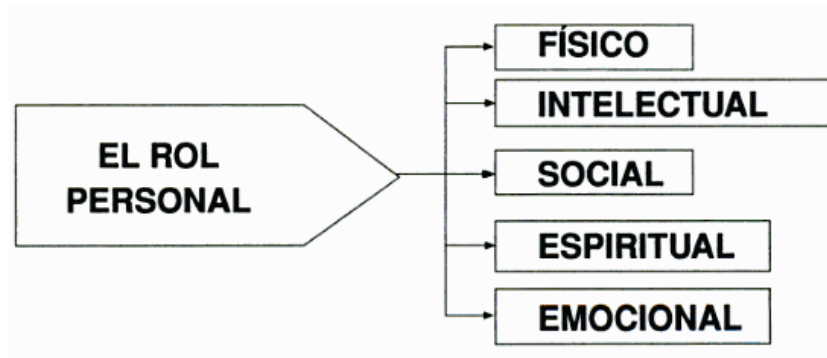 EL ROL
PERSONAL
FÍSICO
INTELECTUAL
SOCIAL
ESPIRITUAL
EMOCIONAL